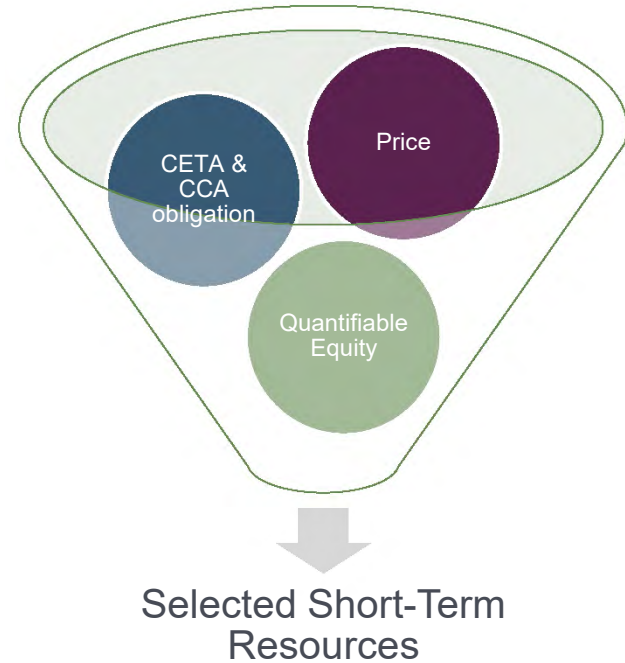 CETA &
CCA
obligation
Price
Quantifiable
Equity
Selected Short-Term
Resources